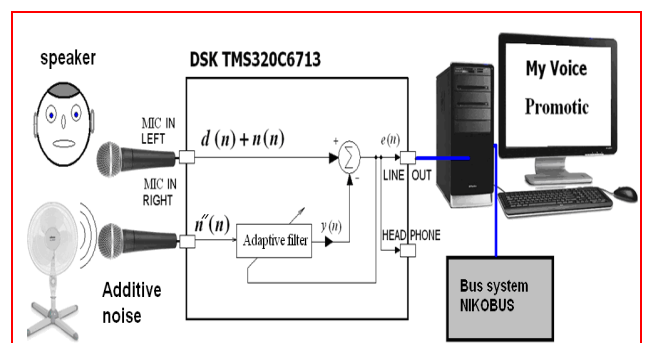 speaker
DSK TMS320C6713
My Voice
Promotic
MIC IN
LEFT
d (n) + n(n)
+
Σ
-
e(n)
LINE OUT
MIC IN
RIGHT
n″(n)
Adaptive filter
y(n)
HEAD PHONE
Additive
noise
Bus system
NIKOBUS